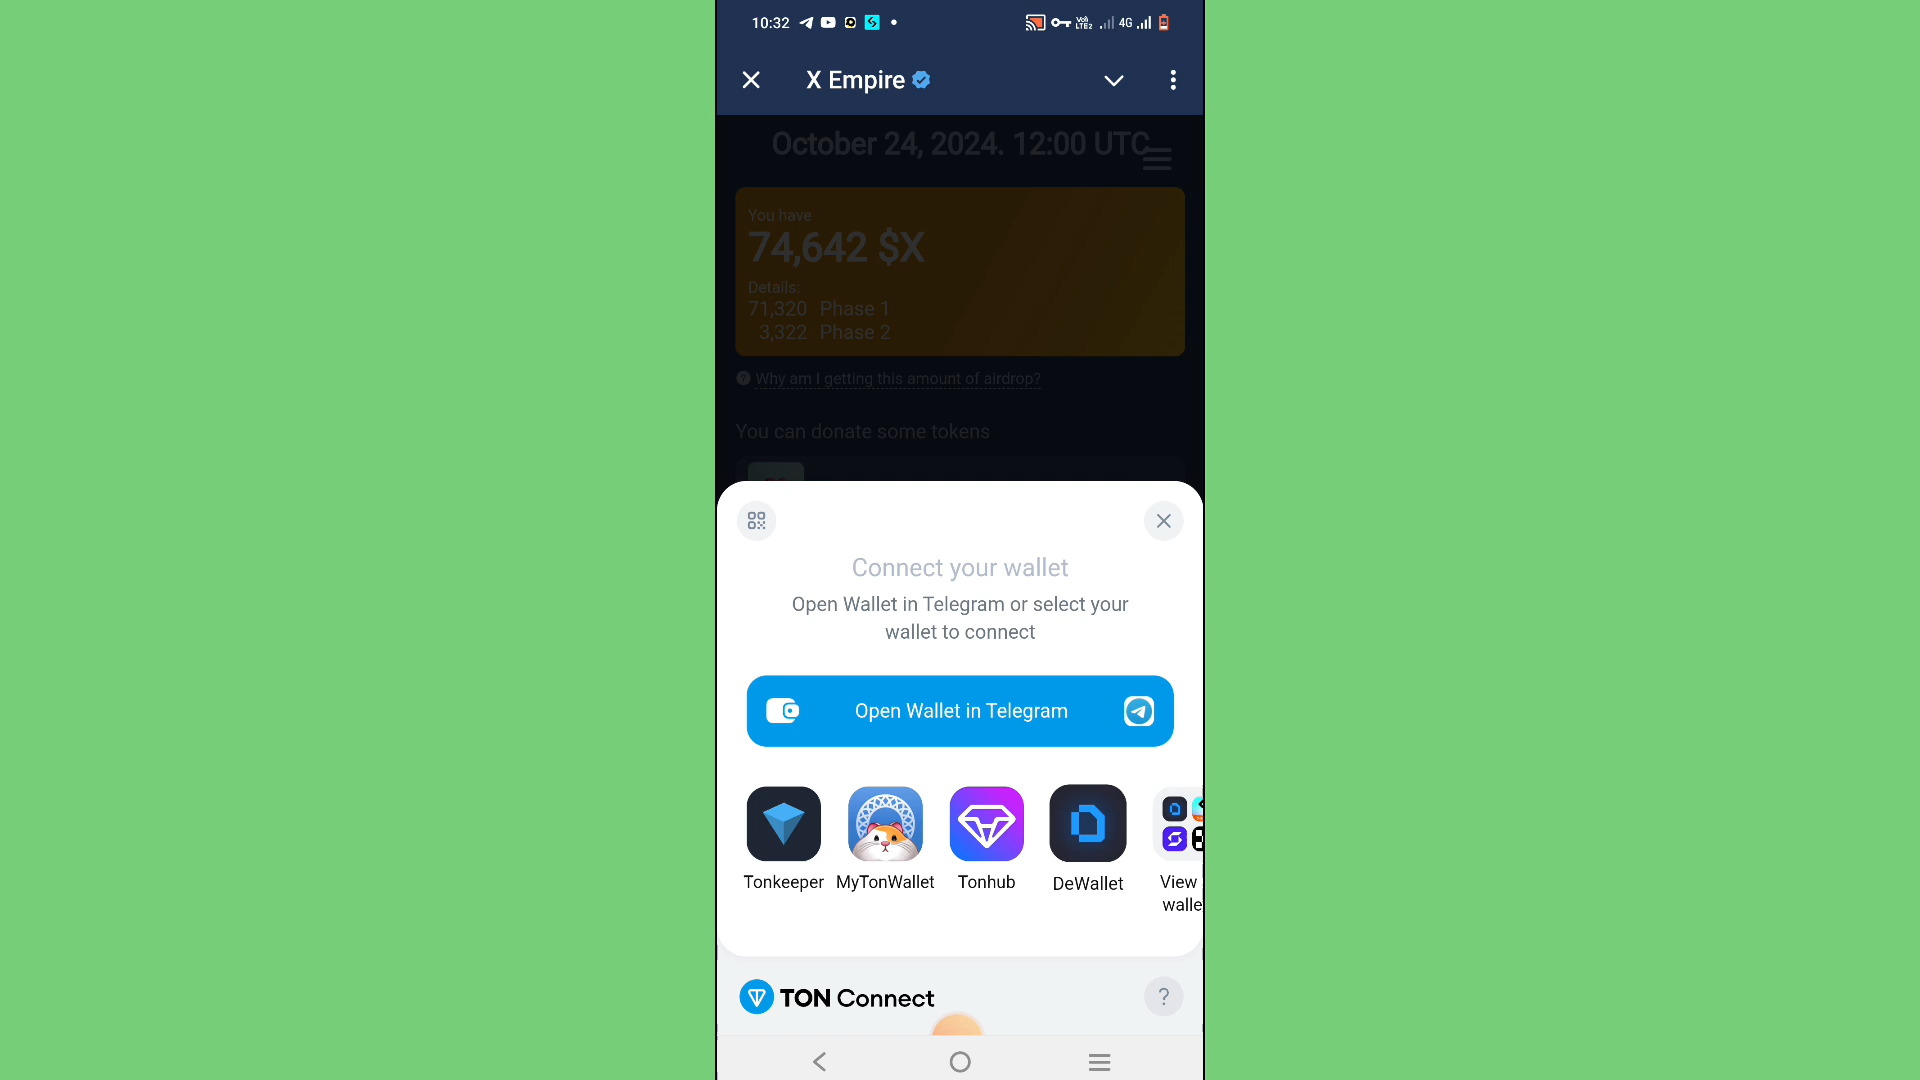 10:32
Vo)) LTE2 4G
X Empire
October 24, 2024. 12:00 UTC
You have
74,642 $X
Details:
71,320 Phase 1
3,322 Phase 2
? Why am I getting this amount of airdrop?
You can donate some tokens
Connect your wallet
Open Wallet in Telegram or select your
wallet to connect
Open Wallet in Telegram
Tonkeeper
MyTonWallet
Tonhub
DeWallet
View
walle
TON Connect
?